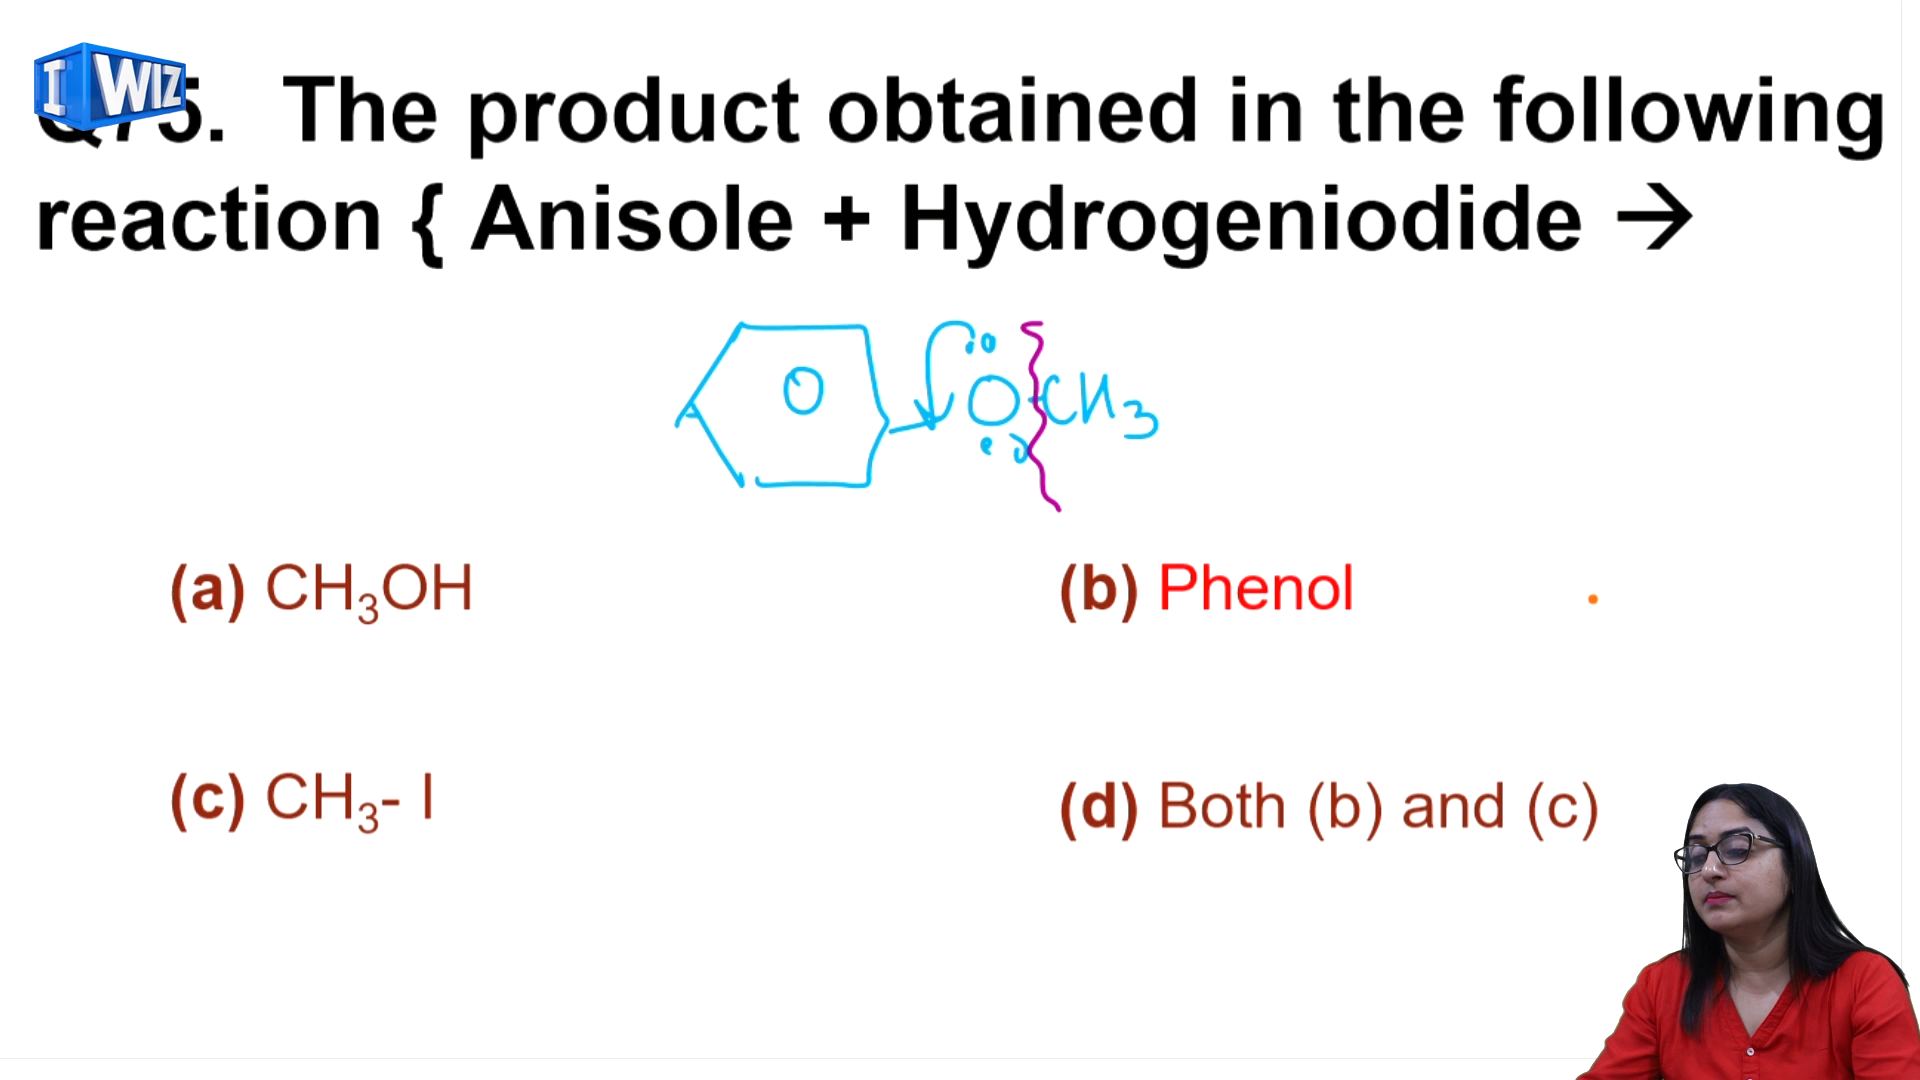 I WIZ
Q75. The product obtained in the following
reaction { Anisole + Hydrogeniodide →
O CH3
(a) CH3OH
(b) Phenol
(c) CH3- I
(d) Both (b) and (c)